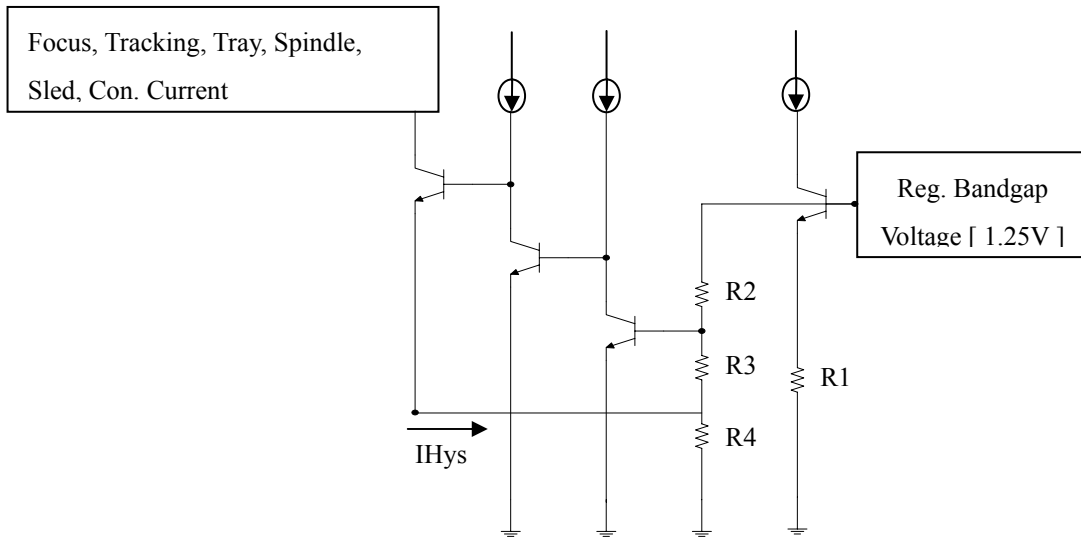 Focus, Tracking, Tray, Spindle,
Sled, Con. Current
Reg. Bandgap
Voltage [ 1.25V ]
R2
R3
R1
R4
IHys